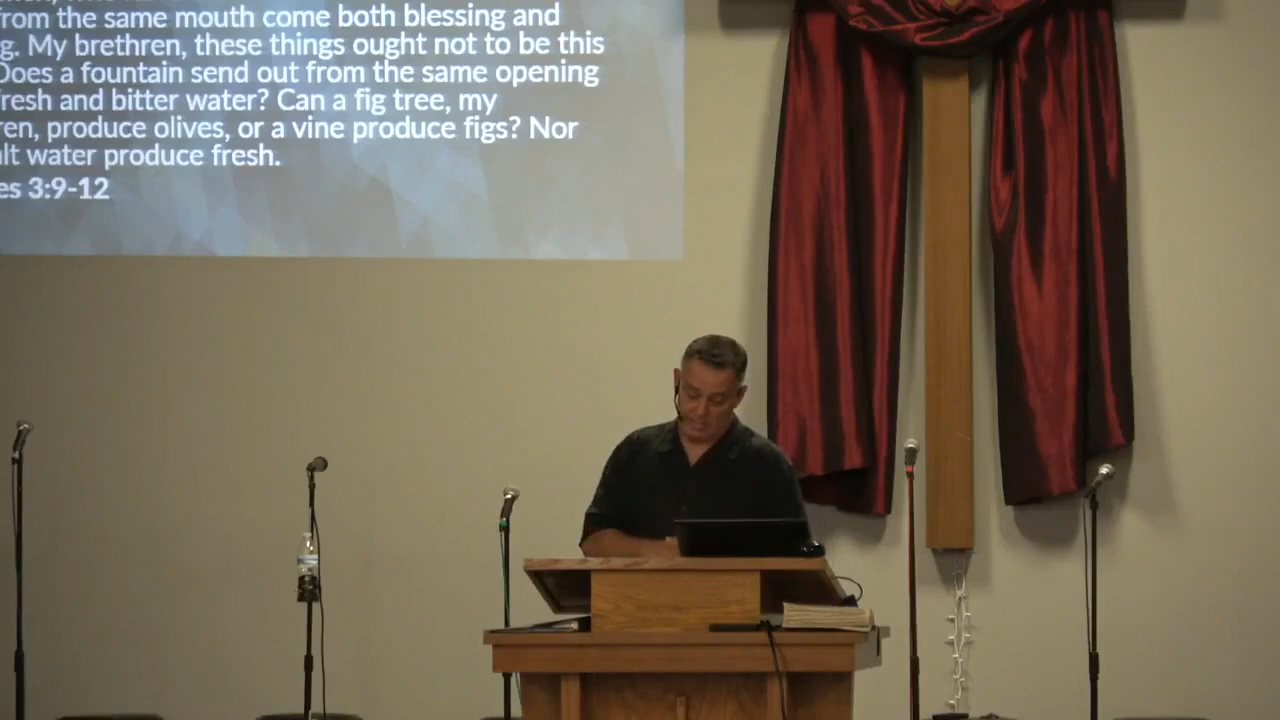 from the same mouth come both blessing and
g. My brethren, these things ought not to be this
Does a fountain send out from the same opening
fresh and bitter water? Can a fig tree, my
ren, produce olives, or a vine produce figs? Nor
lt water produce fresh.
es 3:9-12